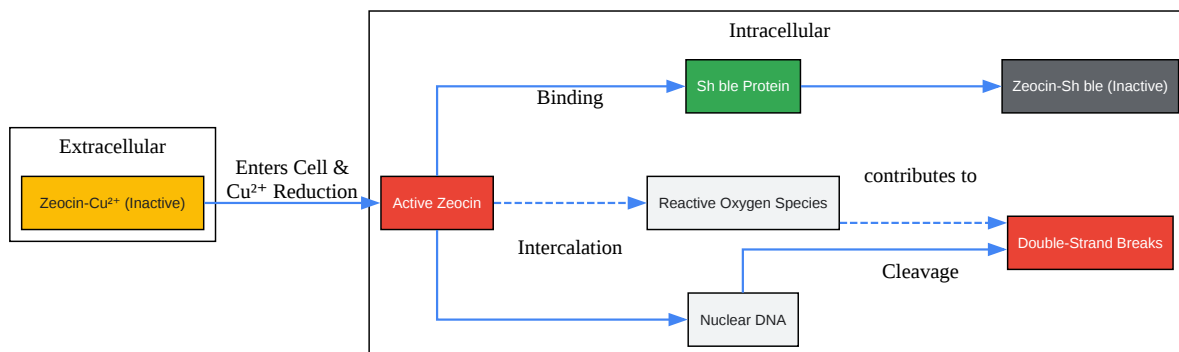 Extracellular
Zeocin-Cu²⁺ (Inactive)
Enters Cell &
Cu²⁺ Reduction
Intracellular
Active Zeocin
Binding
Sh ble Protein
Zeocin-Sh ble (Inactive)
Reactive Oxygen Species
contributes to
Intercalation
Nuclear DNA
Cleavage
Double-Strand Breaks